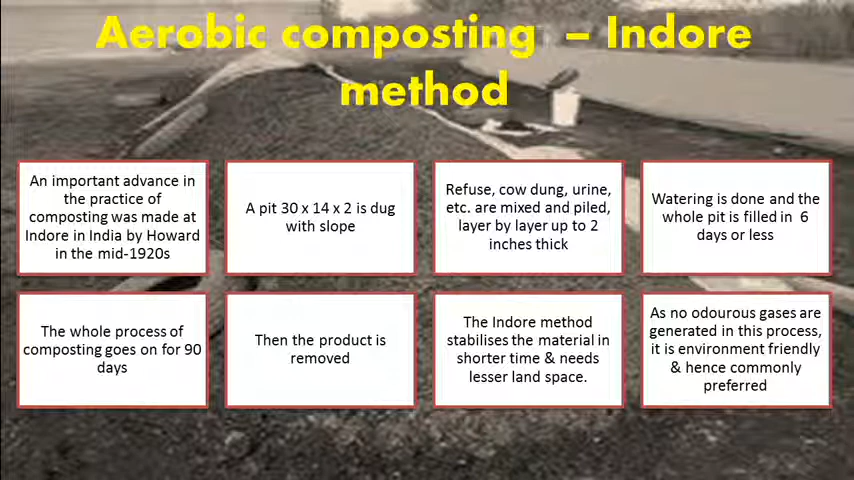 Aerobic composting – Indore
method
An important advance in
the practice of
composting was made at
Indore in India by Howard
in the mid-1920s
A pit 30 x 14 x 2 is dug
with slope
Refuse, cow dung, urine,
etc. are mixed and piled,
layer by layer up to 2
inches thick
Watering is done and the
whole pit is filled in 6
days or less
The whole process of
composting goes on for 90
days
Then the product is
removed
The Indore method
stabilises the material in
shorter time & needs
lesser land space.
As no odourous gases are
generated in this process,
it is environment friendly
& hence commonly
preferred